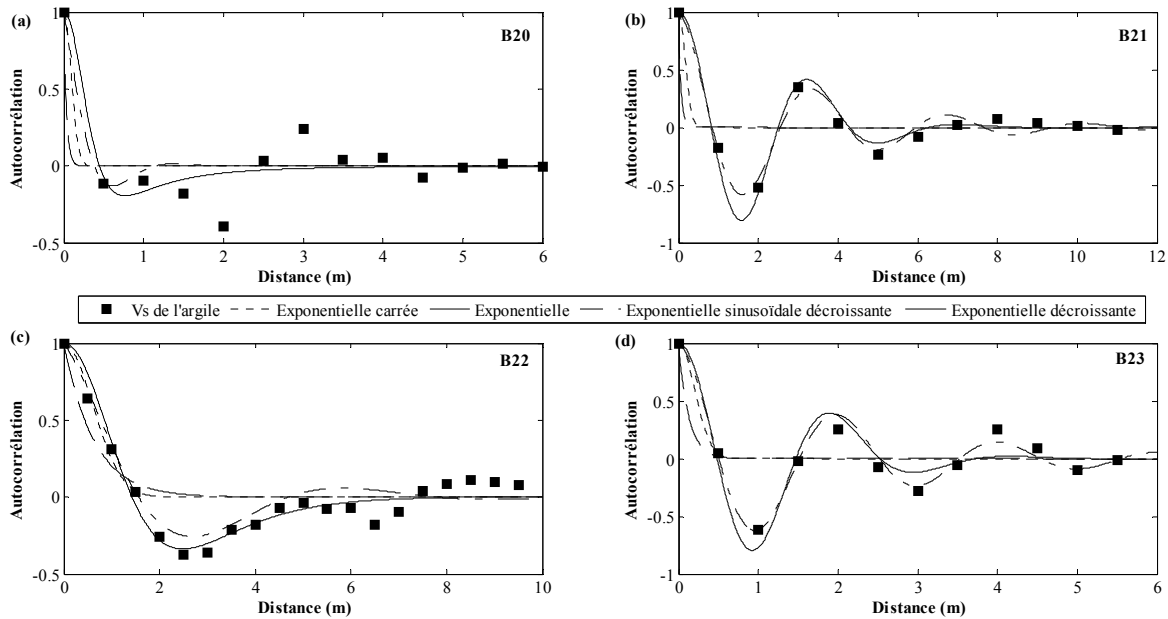 (a)
B20
1
0.5
0
-0.5
Autocorrélation
0 1 2 3 4 5 6
Distance (m)
(b)
B21
1
0.5
0
-0.5
-1
Autocorrélation
0 2 4 6 8 10 12
Distance (m)
Vs de l'argile Exponentielle carrée Exponentielle Exponentielle sinusoïdale décroissante Exponentielle décroissante
(c)
B22
1
0.5
0
-0.5
Autocorrélation
0 2 4 6 8 10
Distance (m)
(d)
B23
1
0.5
0
-0.5
-1
Autocorrélation
0 1 2 3 4 5 6
Distance (m)